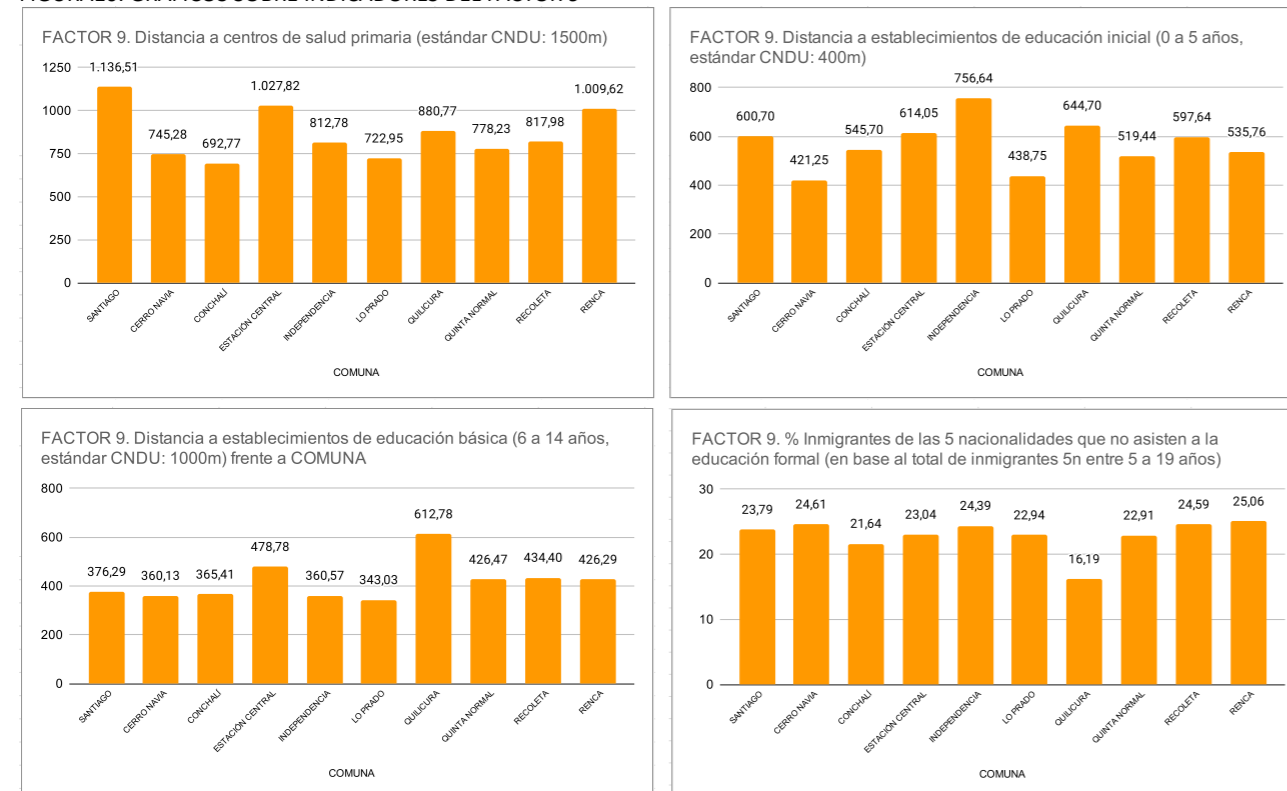 FACTOR 9. Distancia a centros de salud primaria (estándar CNDU: 1500m)
1250
1000
750
500
250
0
1.136,51
745,28
692,77
1.027,82
812,78
722,95
880,77
778,23
817,98
1.009,62
SANTIAGO
CERRO NAVIA
CONCHALÍ
ESTACIÓN CENTRAL
INDEPENDENCIA
LO PRADO
QUILICURA
QUINTA NORMAL
RECOLETA
RENCA
COMUNA
FACTOR 9. Distancia a establecimientos de educación inicial (0 a 5 años,
estándar CNDU: 400m)
800
600
400
200
0
600,70
421,25
545,70
614,05
756,64
438,75
644,70
519,44
597,64
535,76
SANTIAGO
CERRO NAVIA
CONCHALÍ
ESTACIÓN CENTRAL
INDEPENDENCIA
LO PRADO
QUILICURA
QUINTA NORMAL
RECOLETA
RENCA
COMUNA
FACTOR 9. Distancia a establecimientos de educación básica (6 a 14 años,
estándar CNDU: 1000m) frente a COMUNA
800
600
400
200
0
376,29
360,13
365,41
478,78
360,57
343,03
612,78
426,47
434,40
426,29
SANTIAGO
CERRO NAVIA
CONCHALÍ
ESTACIÓN CENTRAL
INDEPENDENCIA
LO PRADO
QUILICURA
QUINTA NORMAL
RECOLETA
RENCA
COMUNA
FACTOR 9. % Inmigrantes de las 5 nacionalidades que no asisten a la
educación formal (en base al total de inmigrantes 5n entre 5 a 19 años)
30
20
10
0
23,79
24,61
21,64
23,04
24,39
22,94
16,19
22,91
24,59
25,06
SANTIAGO
CERRO NAVIA
CONCHALÍ
ESTACIÓN CENTRAL
INDEPENDENCIA
LO PRADO
QUILICURA
QUINTA NORMAL
RECOLETA
RENCA
COMUNA